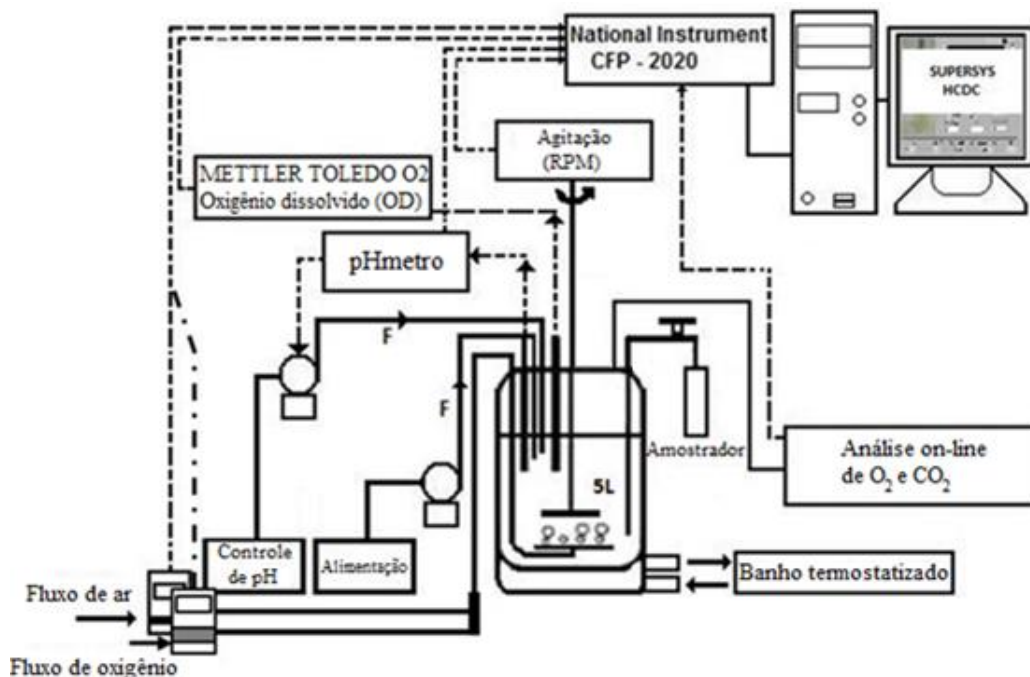 National Instrument
CFP - 2020
SUPERSYS
HCDC
Agitação
(RPM)
METTLER TOLEDO O2
Oxigênio dissolvido (OD)
pHmetro
F
F
5L
Amostrador
Análise on-line
de O₂ e CO₂
Controle
de pH
Alimentação
Banho termostatizado
Fluxo de ar
Fluxo de oxigênio